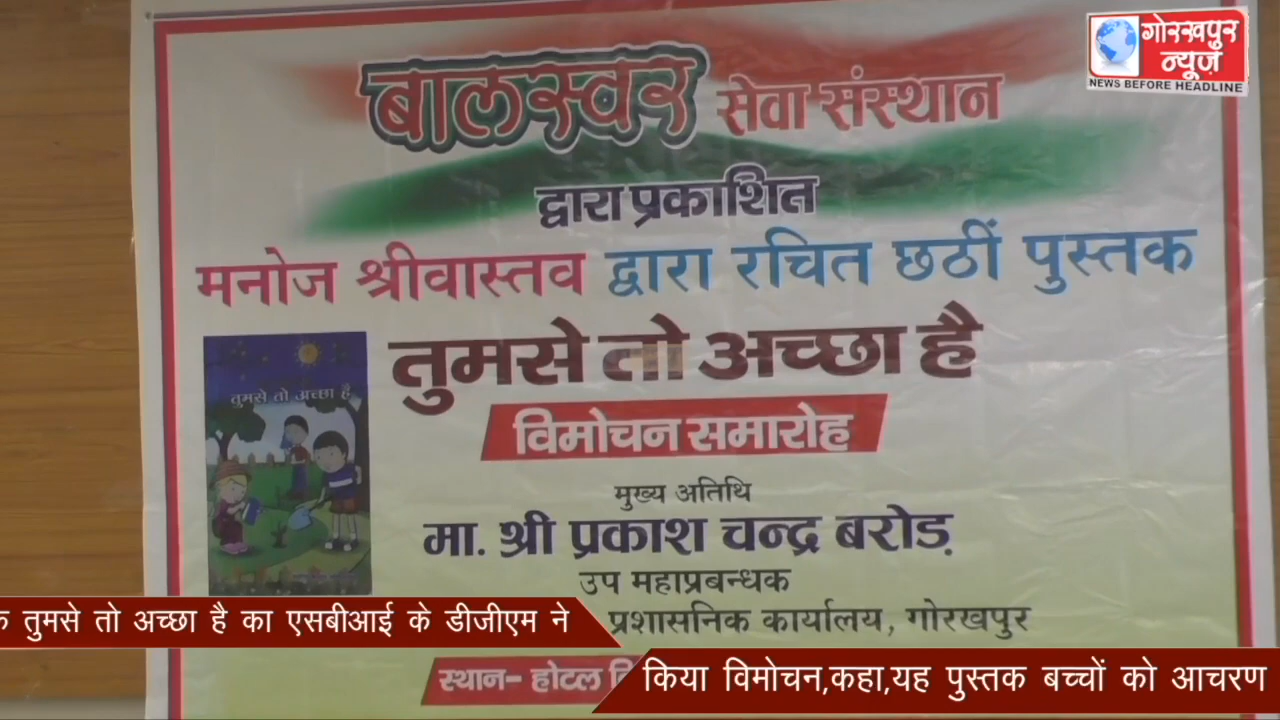 गोरखपुर
न्यूज़
NEWS BEFORE HEADLINE
बालस्वर सेवा संस्थान
द्वारा प्रकाशित
मनोज श्रीवास्तव द्वारा रचित छठीं पुस्तक
तुमसे तो अच्छा है
तुमसे तो अच्छा है
विमोचन समारोह
मुख्य अतिथि
मा. श्री प्रकाश चन्द्र बरोड़
उप महाप्रबन्धक
प्रशासनिक कार्यालय, गोरखपुर
स्थान- होटल
तुमसे तो अच्छा है का एसबीआई के डीजीएम ने
किया विमोचन,कहा,यह पुस्तक बच्चों को आचरण